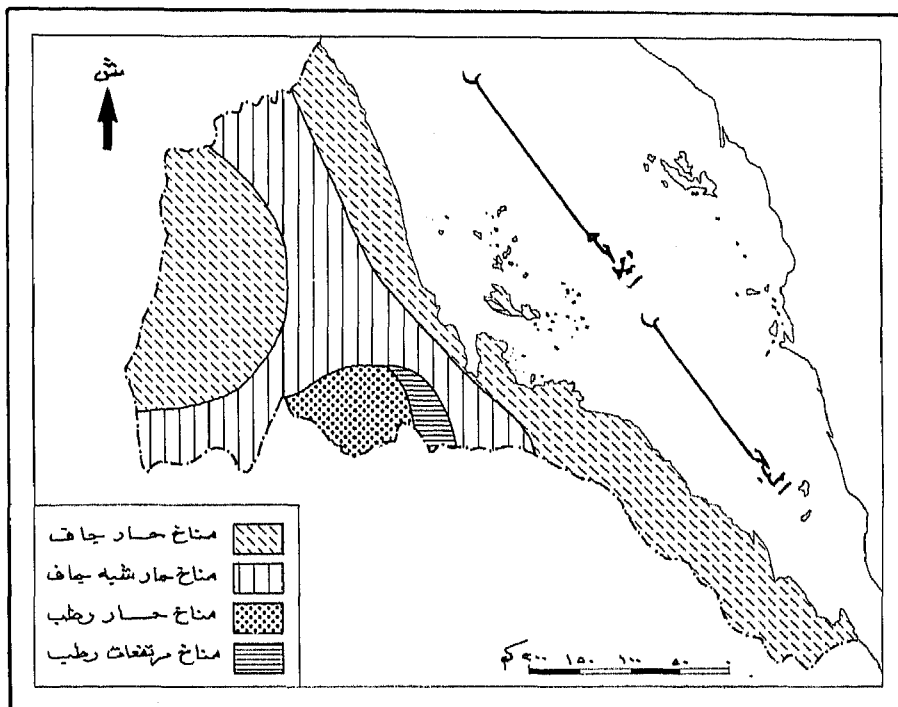 ش
البحر
الأحمر
مناخ حار جاف
مناخ حار شبه جاف
مناخ حار رطب
مناخ مرتفعات رطب
٢٠٠ كم ١٥٠ ١٠٠ ٥٠ ٠